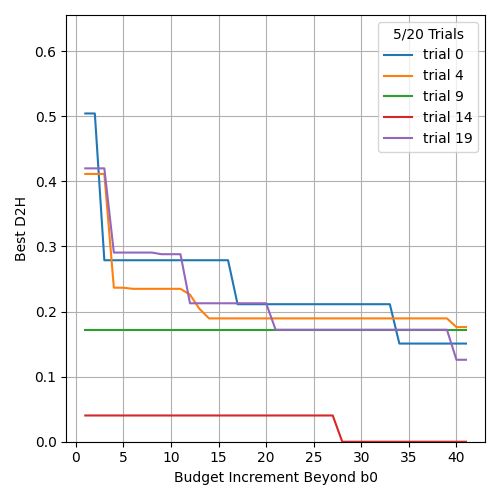 5/20 Trials
trial 0
trial 4
trial 9
trial 14
trial 19
Best D2H
0.6
0.5
0.4
0.3
0.2
0.1
0.0
0 5 10 15 20 25 30 35 40
Budget Increment Beyond b0